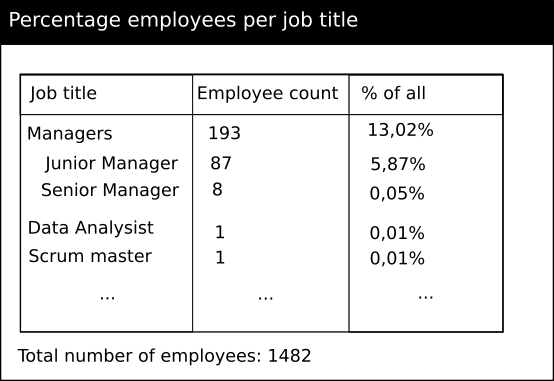 Percentage employees per job title
Job title Employee count % of all
Managers 193 13,02%
Junior Manager 87 5,87%
Senior Manager 8 0,05%
Data Analysist 1 0,01%
Scrum master 1 0,01%
... ... ...
Total number of employees: 1482